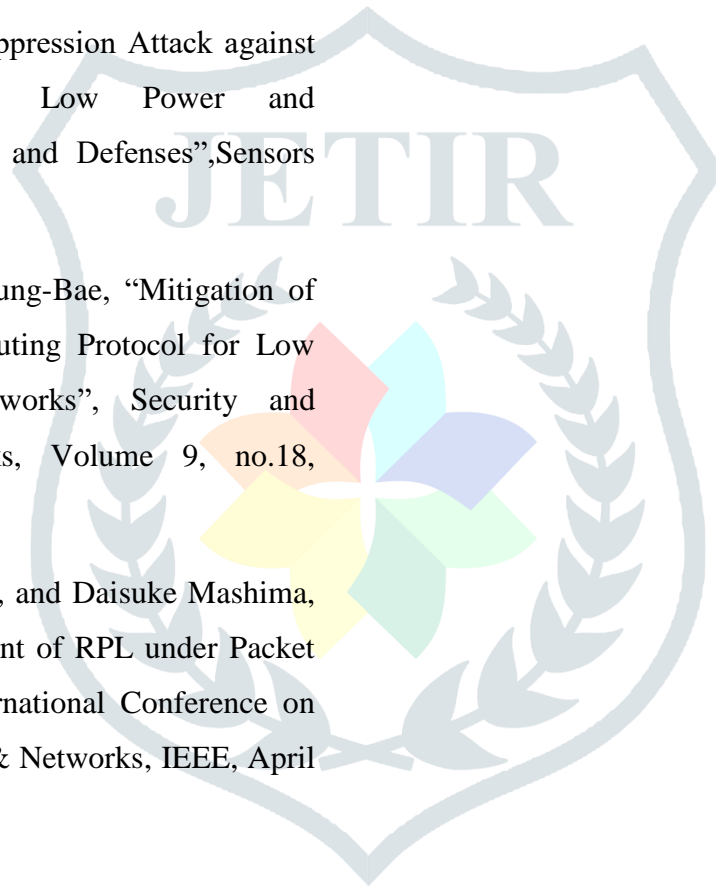 ppression Attack against
Low Power and
and Defenses”,Sensors
JETIR
ung-Bae, “Mitigation of
uting Protocol for Low
works”, Security and
s, Volume 9, no.18,
, and Daisuke Mashima,
nt of RPL under Packet
rnational Conference on
& Networks, IEEE, April